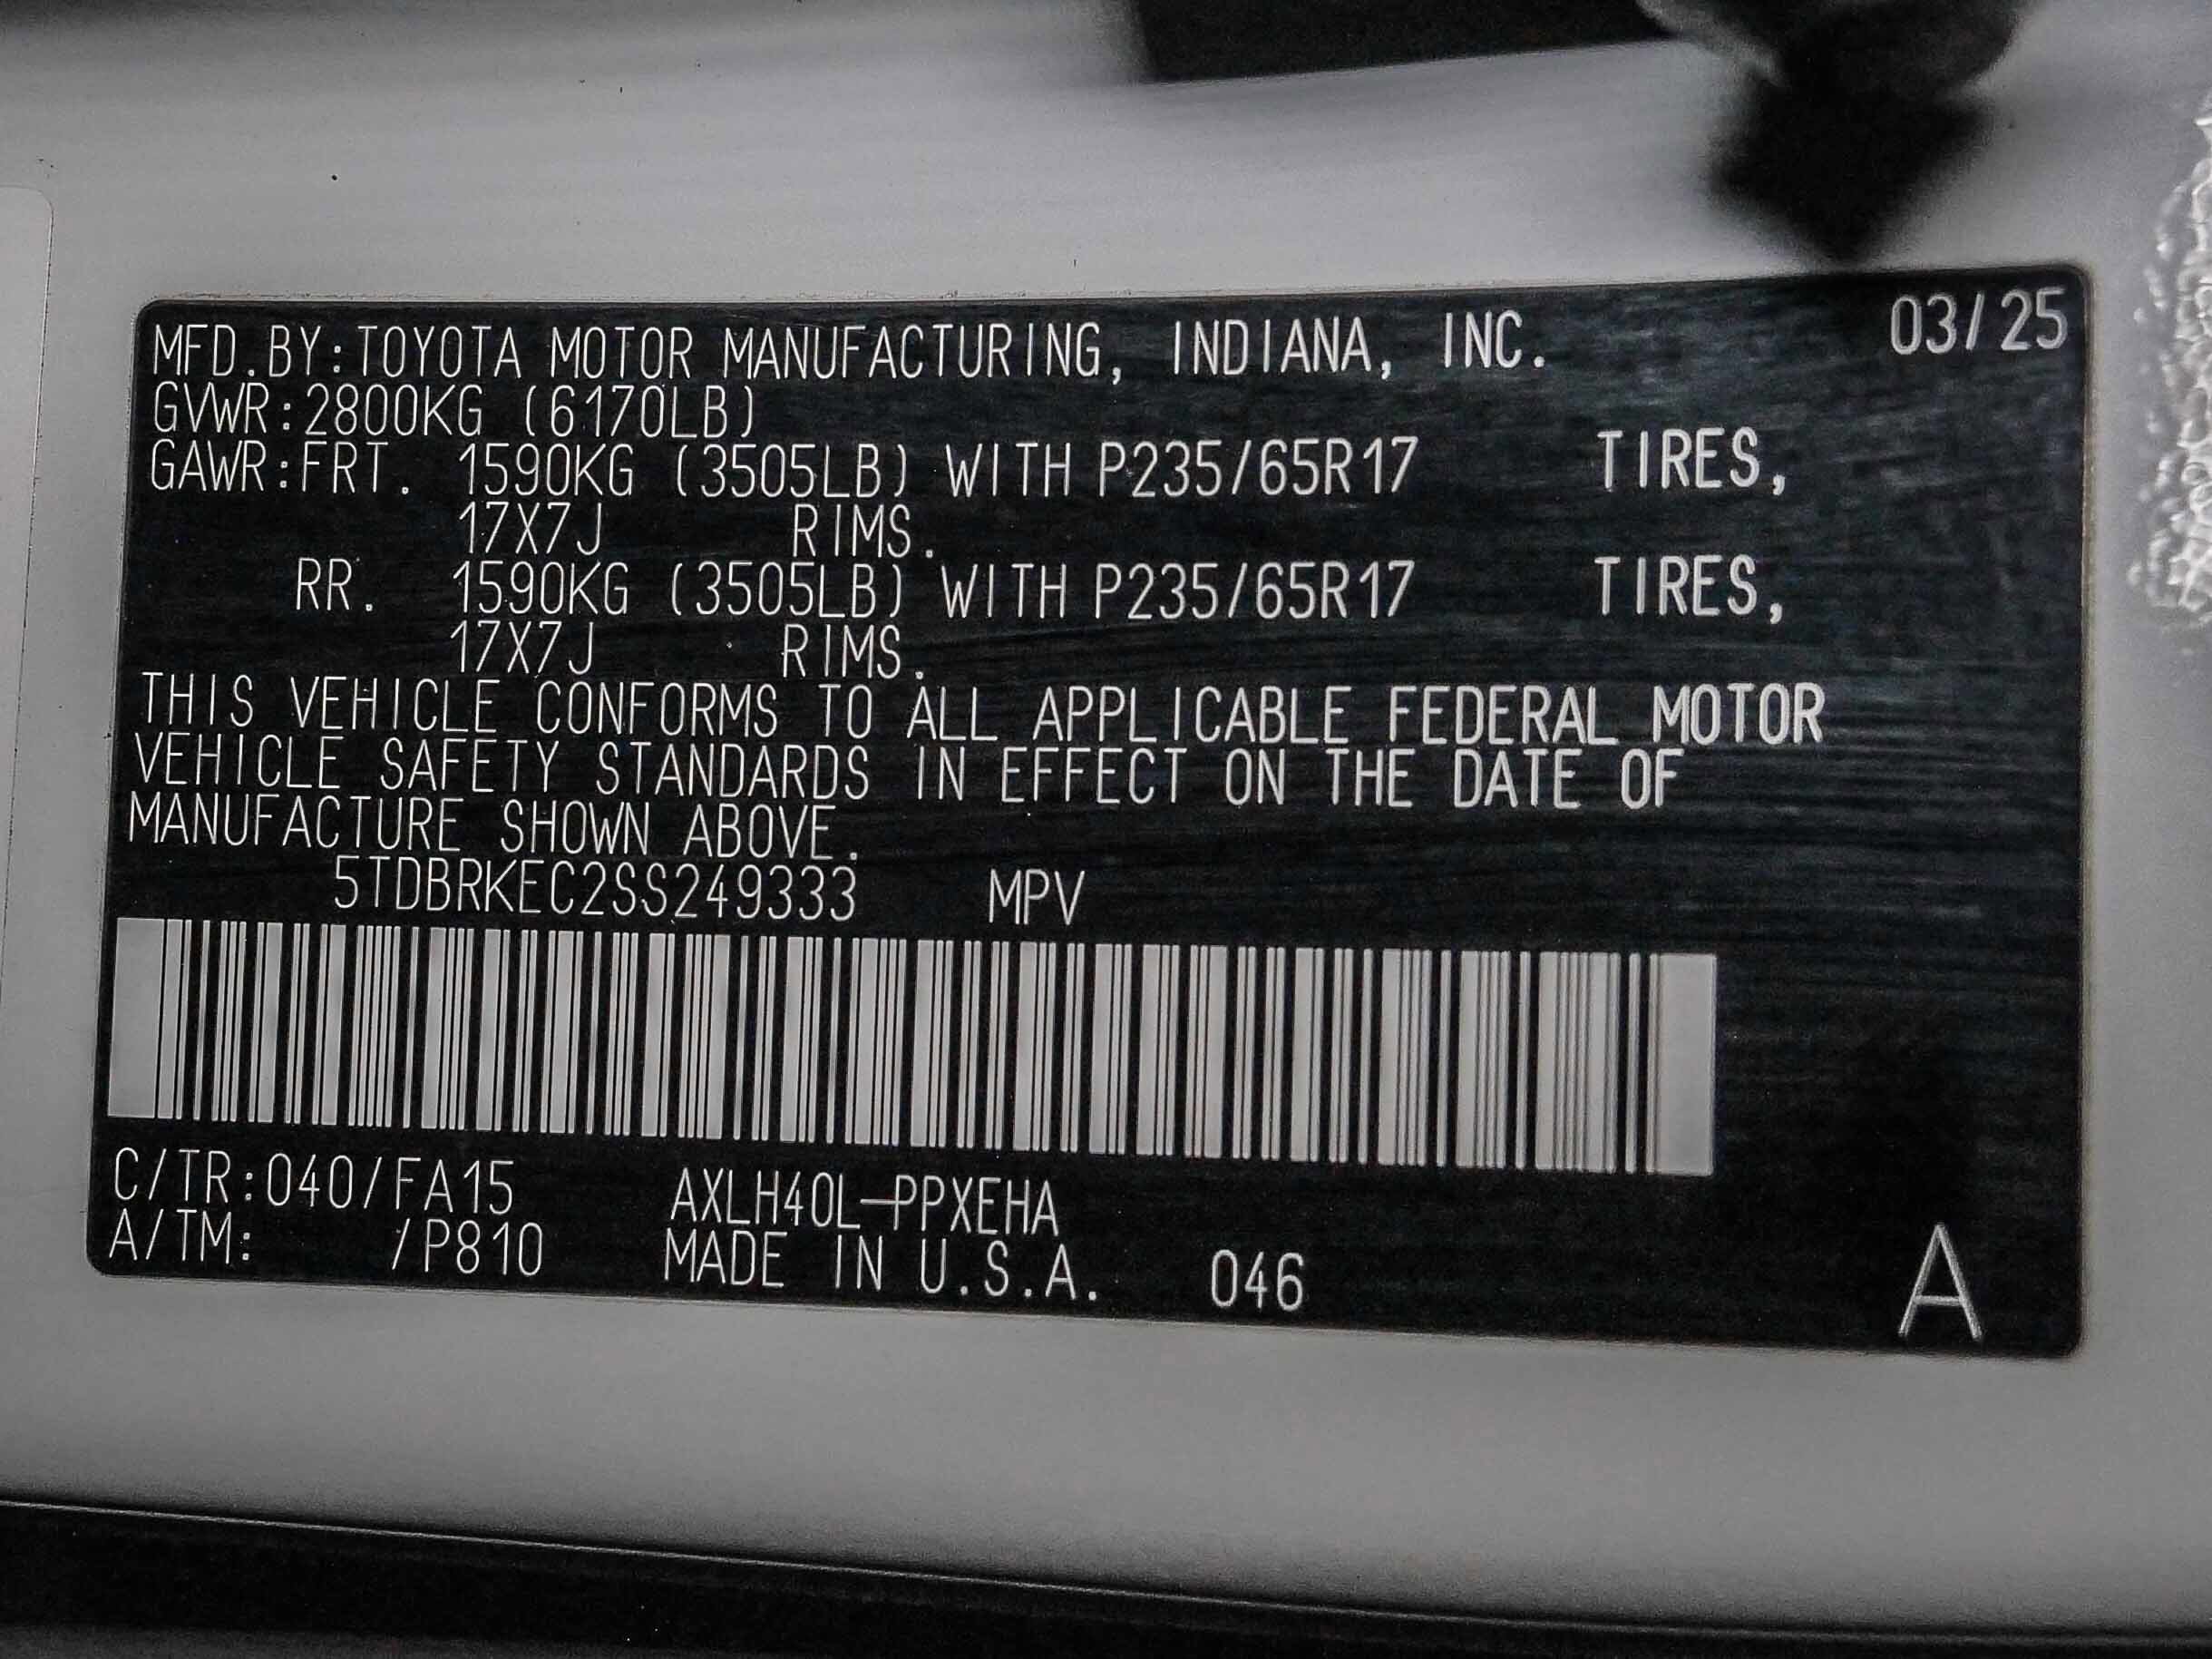 03/25
MFD.BY:TOYOTA MOTOR MANUFACTURING, INDIANA, INC.
GVWR:2800KG (6170LB)
GAWR:FRT. 1590KG (3505LB) WITH P235/65R17 TIRES,
17X7J RIMS.
RR. 1590KG (3505LB) WITH P235/65R17 TIRES,
17X7J RIMS.
THIS VEHICLE CONFORMS TO ALL APPLICABLE FEDERAL MOTOR
VEHICLE SAFETY STANDARDS IN EFFECT ON THE DATE OF
MANUFACTURE SHOWN ABOVE.
5TDBRKEC2SS249333 MPV
C/TR:040/FA15 AXLH40L-PPXEHA
A/TM: /P810 MADE IN U.S.A. 046
A